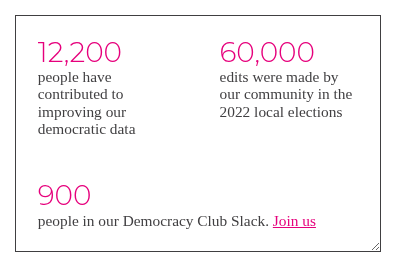 12,200
people have
contributed to
improving our
democratic data
60,000
edits were made by
our community in the
2022 local elections
900
people in our Democracy Club Slack. Join us